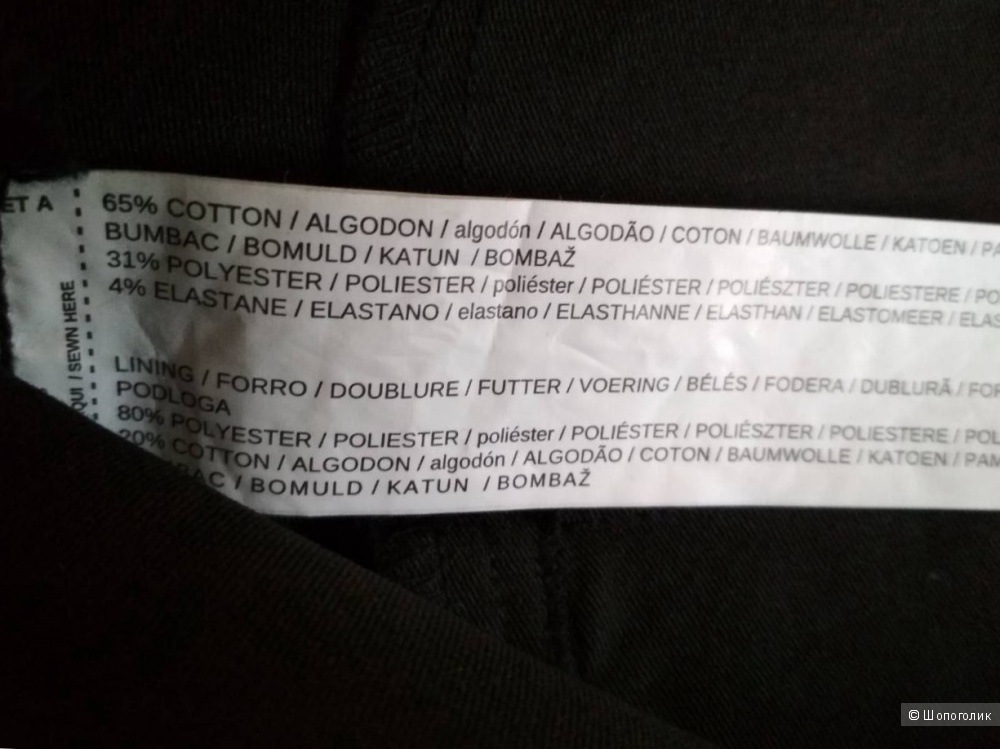 ET A
QUI / SEWN HERE
65% COTTON / ALGODON / algodón / ALGODÃO / COTON / BAUMWOLLE / KATOEN /
BUMBAC / BOMULD / KATUN / BOMBAŽ
31% POLYESTER / POLIESTER / poliéster / POLIÉSTER / POLIÉSZTER / POLIESTERE /
4% ELASTANE / ELASTANO / elastano / ELASTHANNE / ELASTHAN / ELASTOMEER /
LINING / FORRO / DOUBLURE / FUTTER / VOERING / BÉLÉS / FODERA / DUBLURĂ /
PODLOGA
80% POLYESTER / POLIESTER / poliéster / POLIÉSTER / POLIÉSZTER / POLIESTERE /
20% COTTON / ALGODON / algodón / ALGODÃO / COTON / BAUMWOLLE / KATOEN /
/ BOMULD / KATUN / BOMBAŽ
© Шопоголик